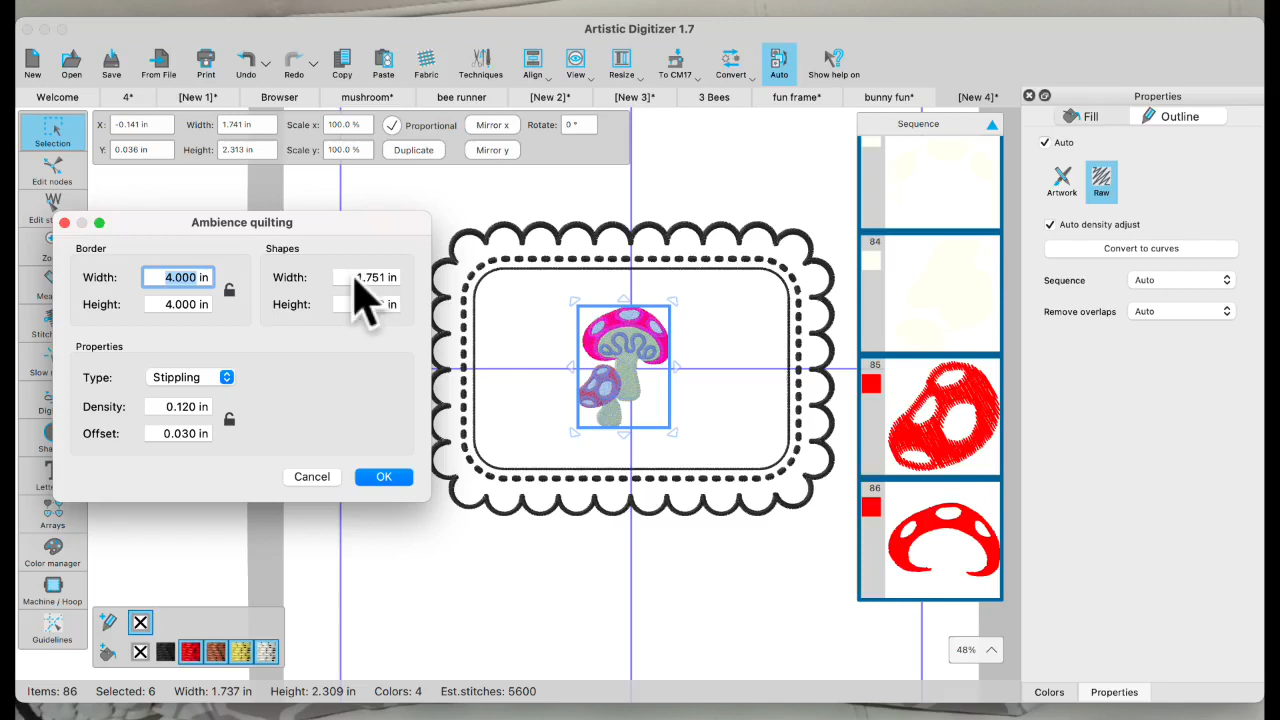 Artistic Digitizer 1.7
New Open Save From File Print Undo Redo Copy Paste Fabric Techniques Align View Resize To CM17 Convert Auto Show help on
Welcome 4* [New 1]* Browser mushroom* bee runner [New 2]* [New 3]* 3 Bees fun frame* bunny fun* [New 4]* Properties
X: -0.141 in Width: 1.741 in Scale x: 100.0 % Proportional Mirror x Rotate: 0 °
Y: 0.036 in Height: 2.313 in Scale y: 100.0 % Duplicate Mirror y
Selection
Edit nodes
Edit
Sequence
Fill Outline
Auto
Artwork Raw
Auto density adjust
Convert to curves
Sequence Auto
Remove overlaps Auto
Ambience quilting
Border Shapes
Width: 4.000 in Width: 1.751 in
Height: 4.000 in Height: in
Properties
Type: Stippling
Density: 0.120 in
Offset: 0.030 in
Cancel OK
84
85
86
Arrays
Color manager
Machine / Hoop
Guidelines
48%
Items: 86 Selected: 6 Width: 1.737 in Height: 2.309 in Colors: 4 Est.stitches: 5600
Colors Properties